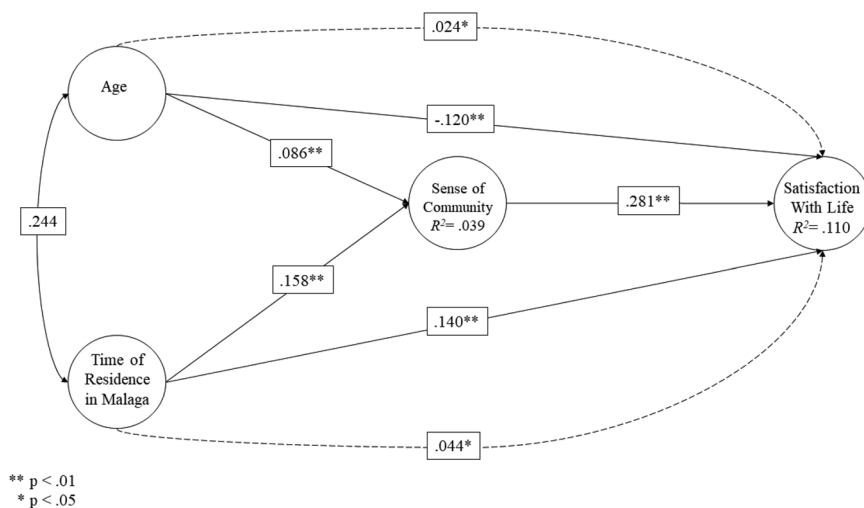 .024*
Age
-.120**
.086**
Sense of
Community
R²= .039
.281**
Satisfaction
With Life
R²= .110
.244
.158**
.140**
Time of
Residence
in Malaga
.044*
** p < .01
* p < .05